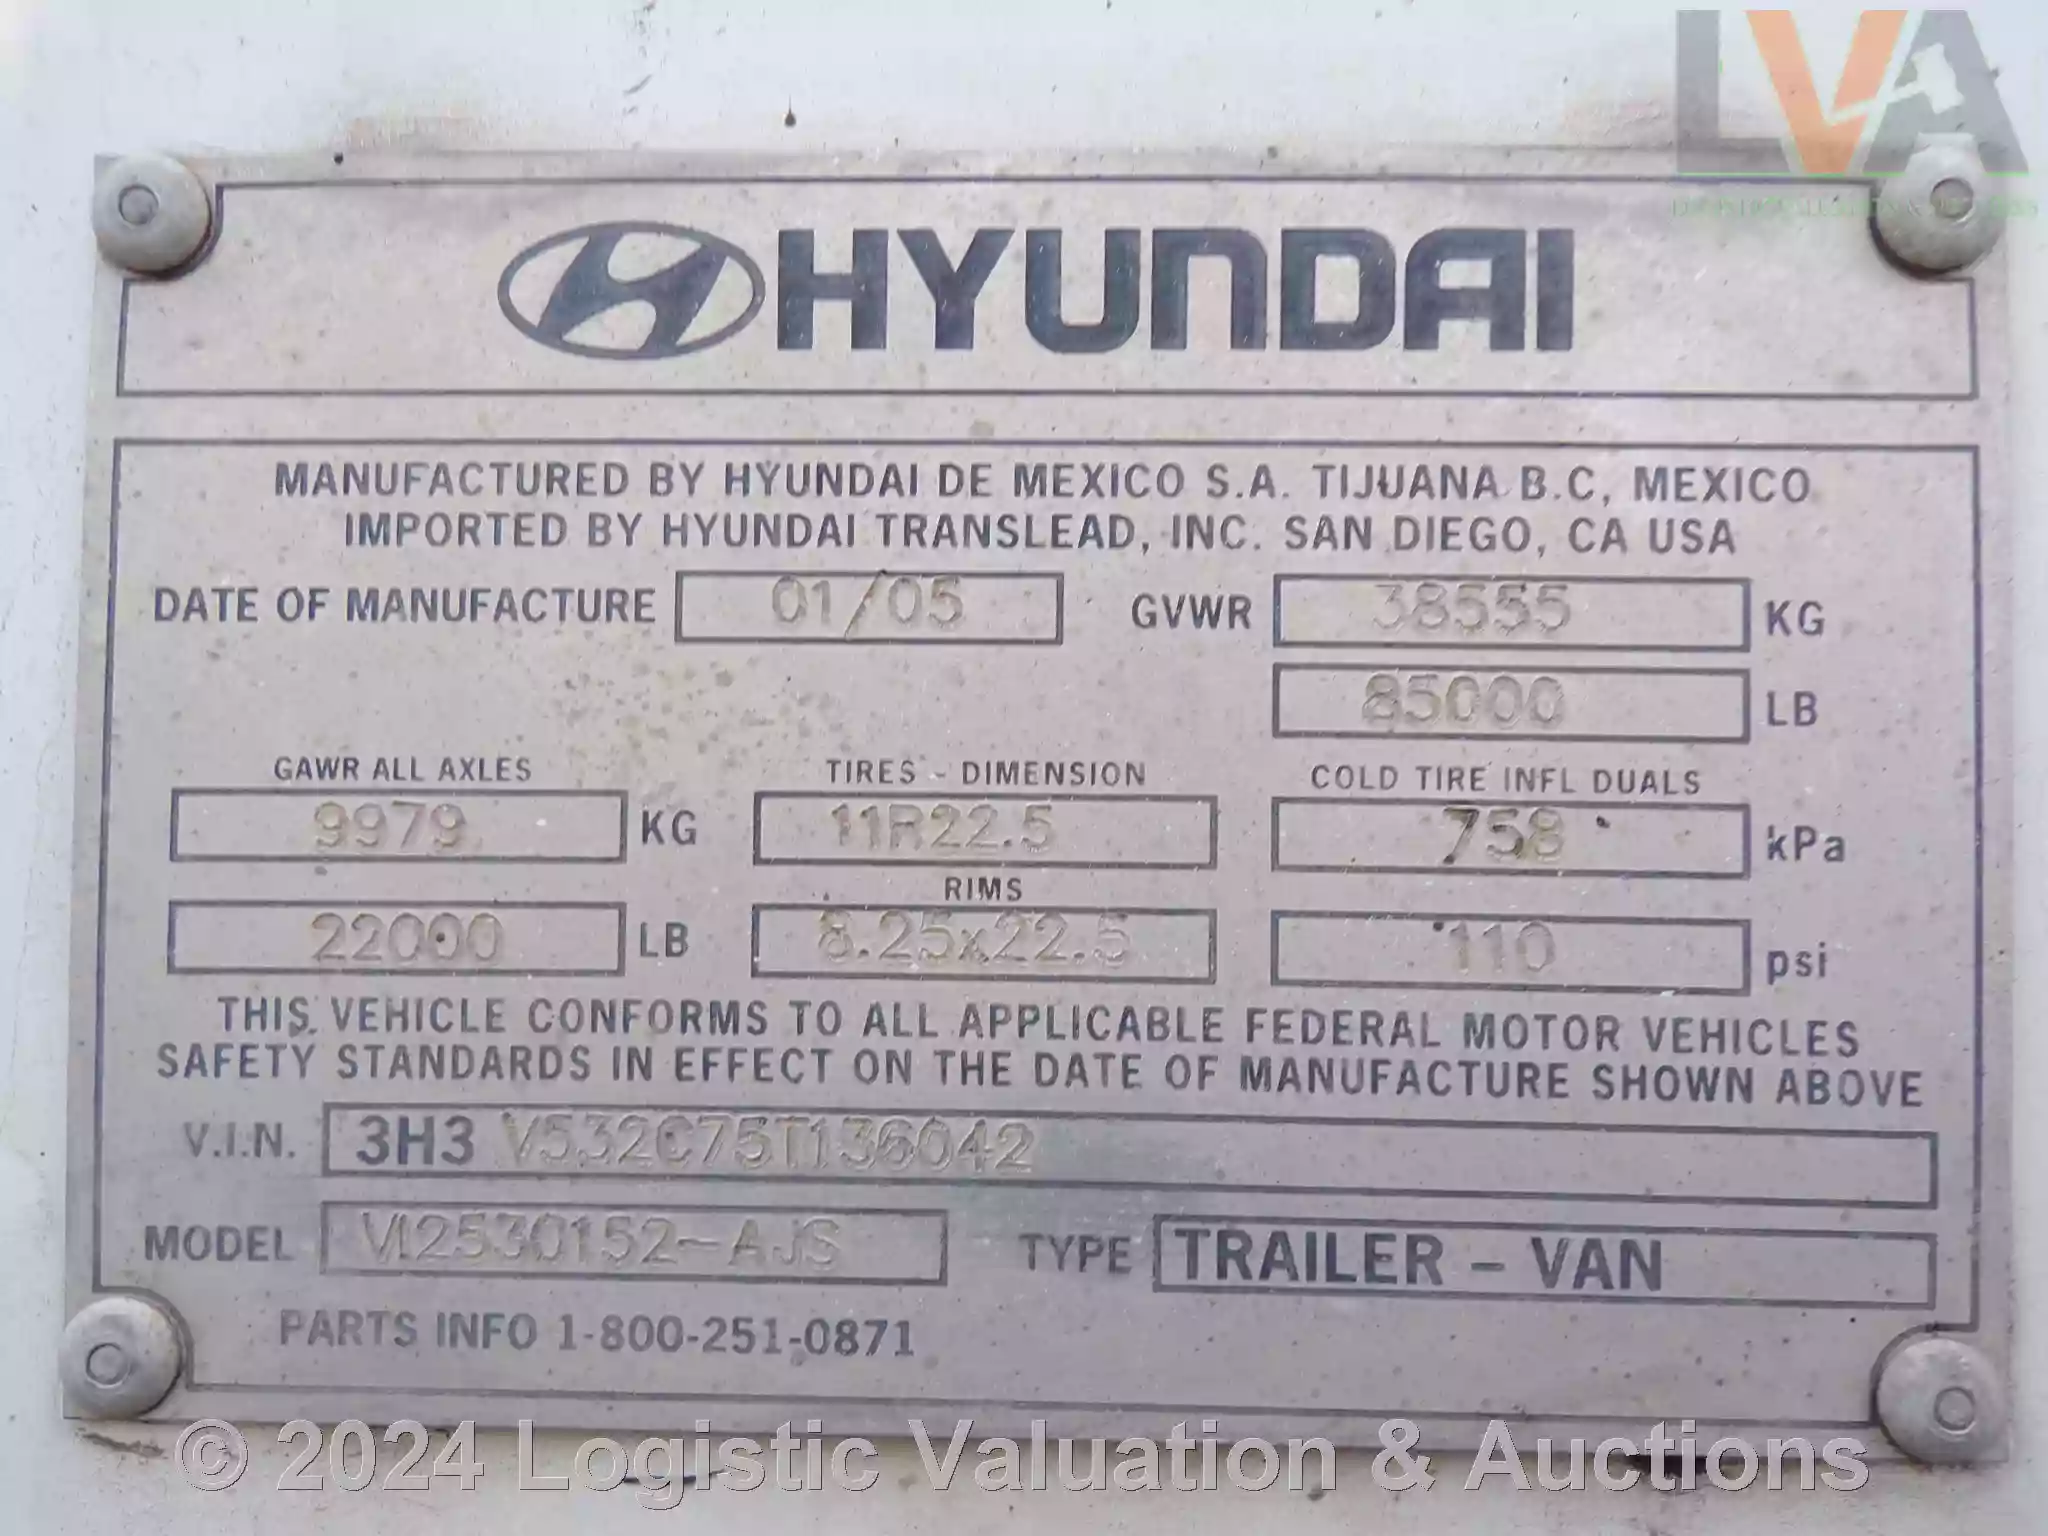 LVA
HYUNDAI
MANUFACTURED BY HYUNDAI DE MEXICO S.A. TIJUANA B.C, MEXICO
IMPORTED BY HYUNDAI TRANSLEAD, INC. SAN DIEGO, CA USA
DATE OF MANUFACTURE 01/05 GVWR 38555 KG
85000 LB
GAWR ALL AXLES TIRES - DIMENSION COLD TIRE INFL DUALS
9979 KG 11R22.5 758 kPa
RIMS
22000 LB 8.25x22.5 110 psi
THIS VEHICLE CONFORMS TO ALL APPLICABLE FEDERAL MOTOR VEHICLES
SAFETY STANDARDS IN EFFECT ON THE DATE OF MANUFACTURE SHOWN ABOVE
V.I.N. 3H3 V532C75T136042
MODEL VI2530152-AJS TYPE TRAILER - VAN
PARTS INFO 1-800-251-0871
© 2024 Logistic Valuation & Auctions